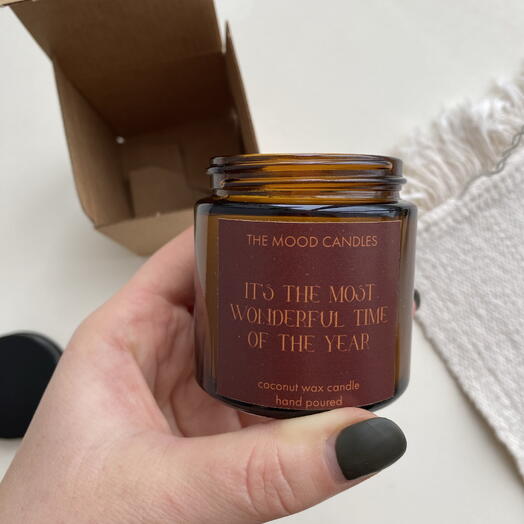 THE MOOD CANDLES
IT'S THE MOST
WONDERFUL TIME
OF THE YEAR
coconut wax candle
hand poured